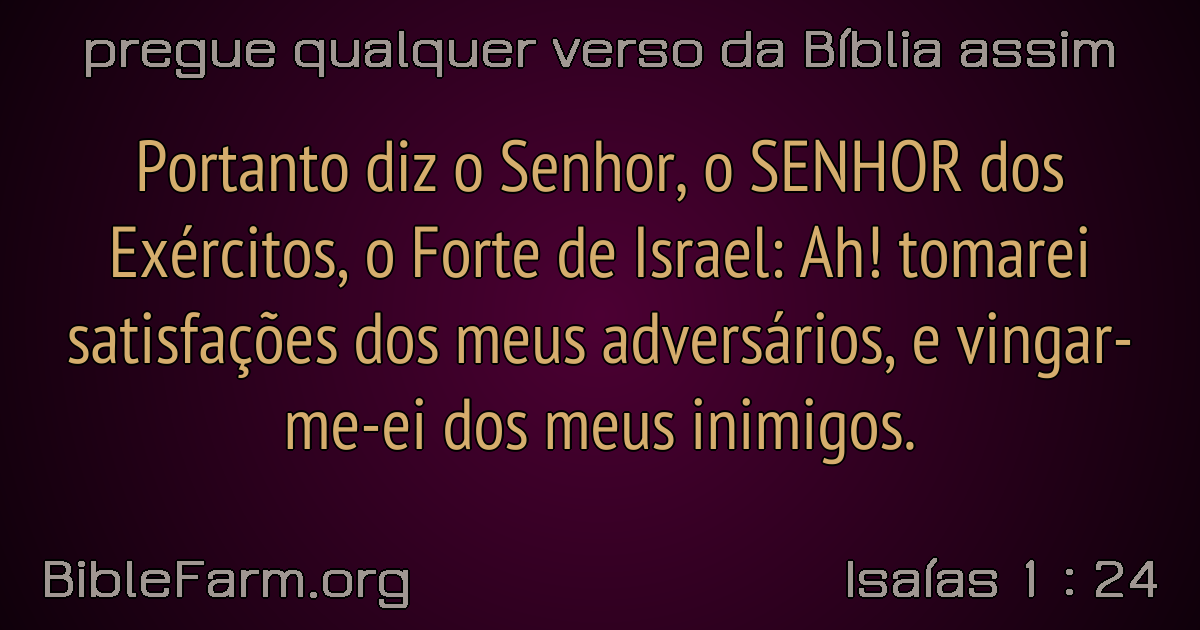 pregue qualquer verso da Bíblia assim
Portanto diz o Senhor, o SENHOR dos
Exércitos, o Forte de Israel: Ah! tomarei
satisfações dos meus adversários, e vingar-
me-ei dos meus inimigos.
BibleFarm.org
Isaías 1 : 24